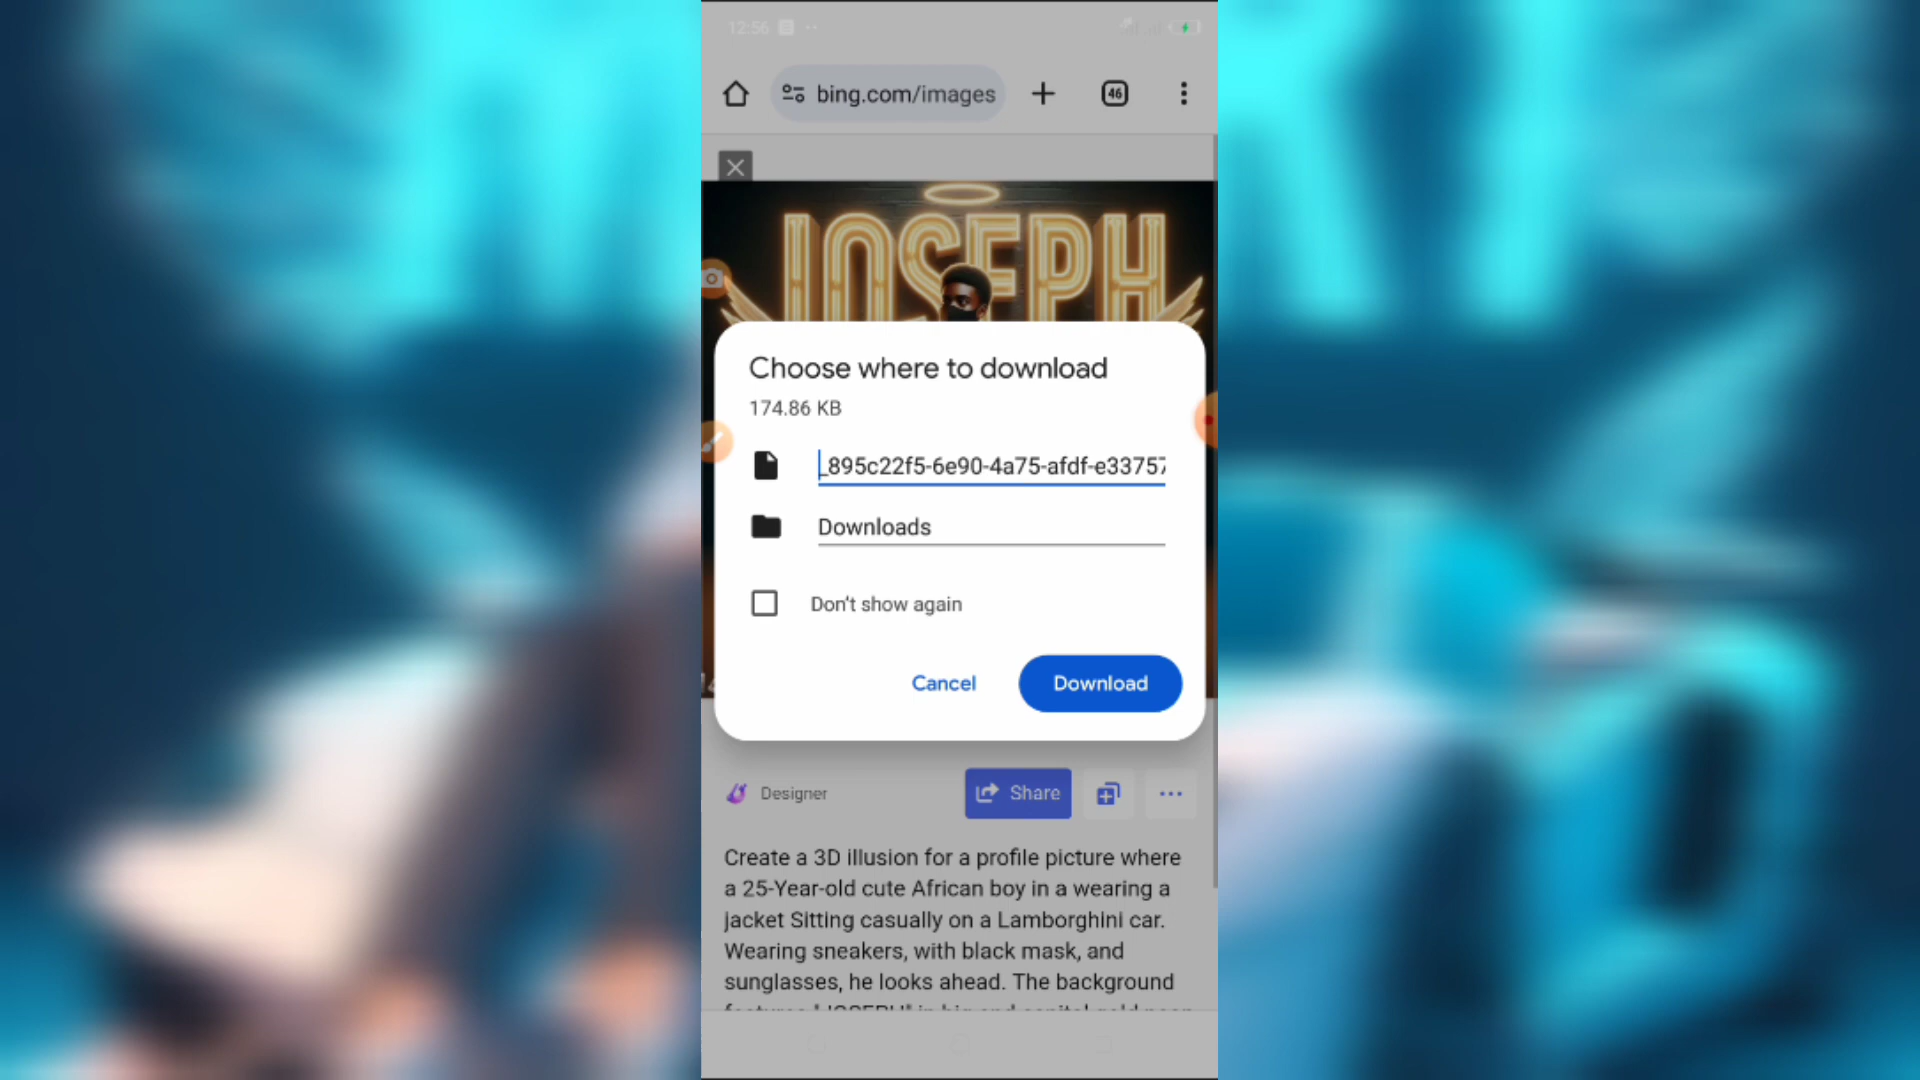 12:56
bing.com/images
46
JOSEPH
Choose where to download
174.86 KB
_895c22f5-6e90-4a75-afdf-e33757
Downloads
Don't show again
Cancel
Download
Designer
Share
Create a 3D illusion for a profile picture where
a 25-Year-old cute African boy in a wearing a
jacket Sitting casually on a Lamborghini car.
Wearing sneakers, with black mask, and
sunglasses, he looks ahead. The background